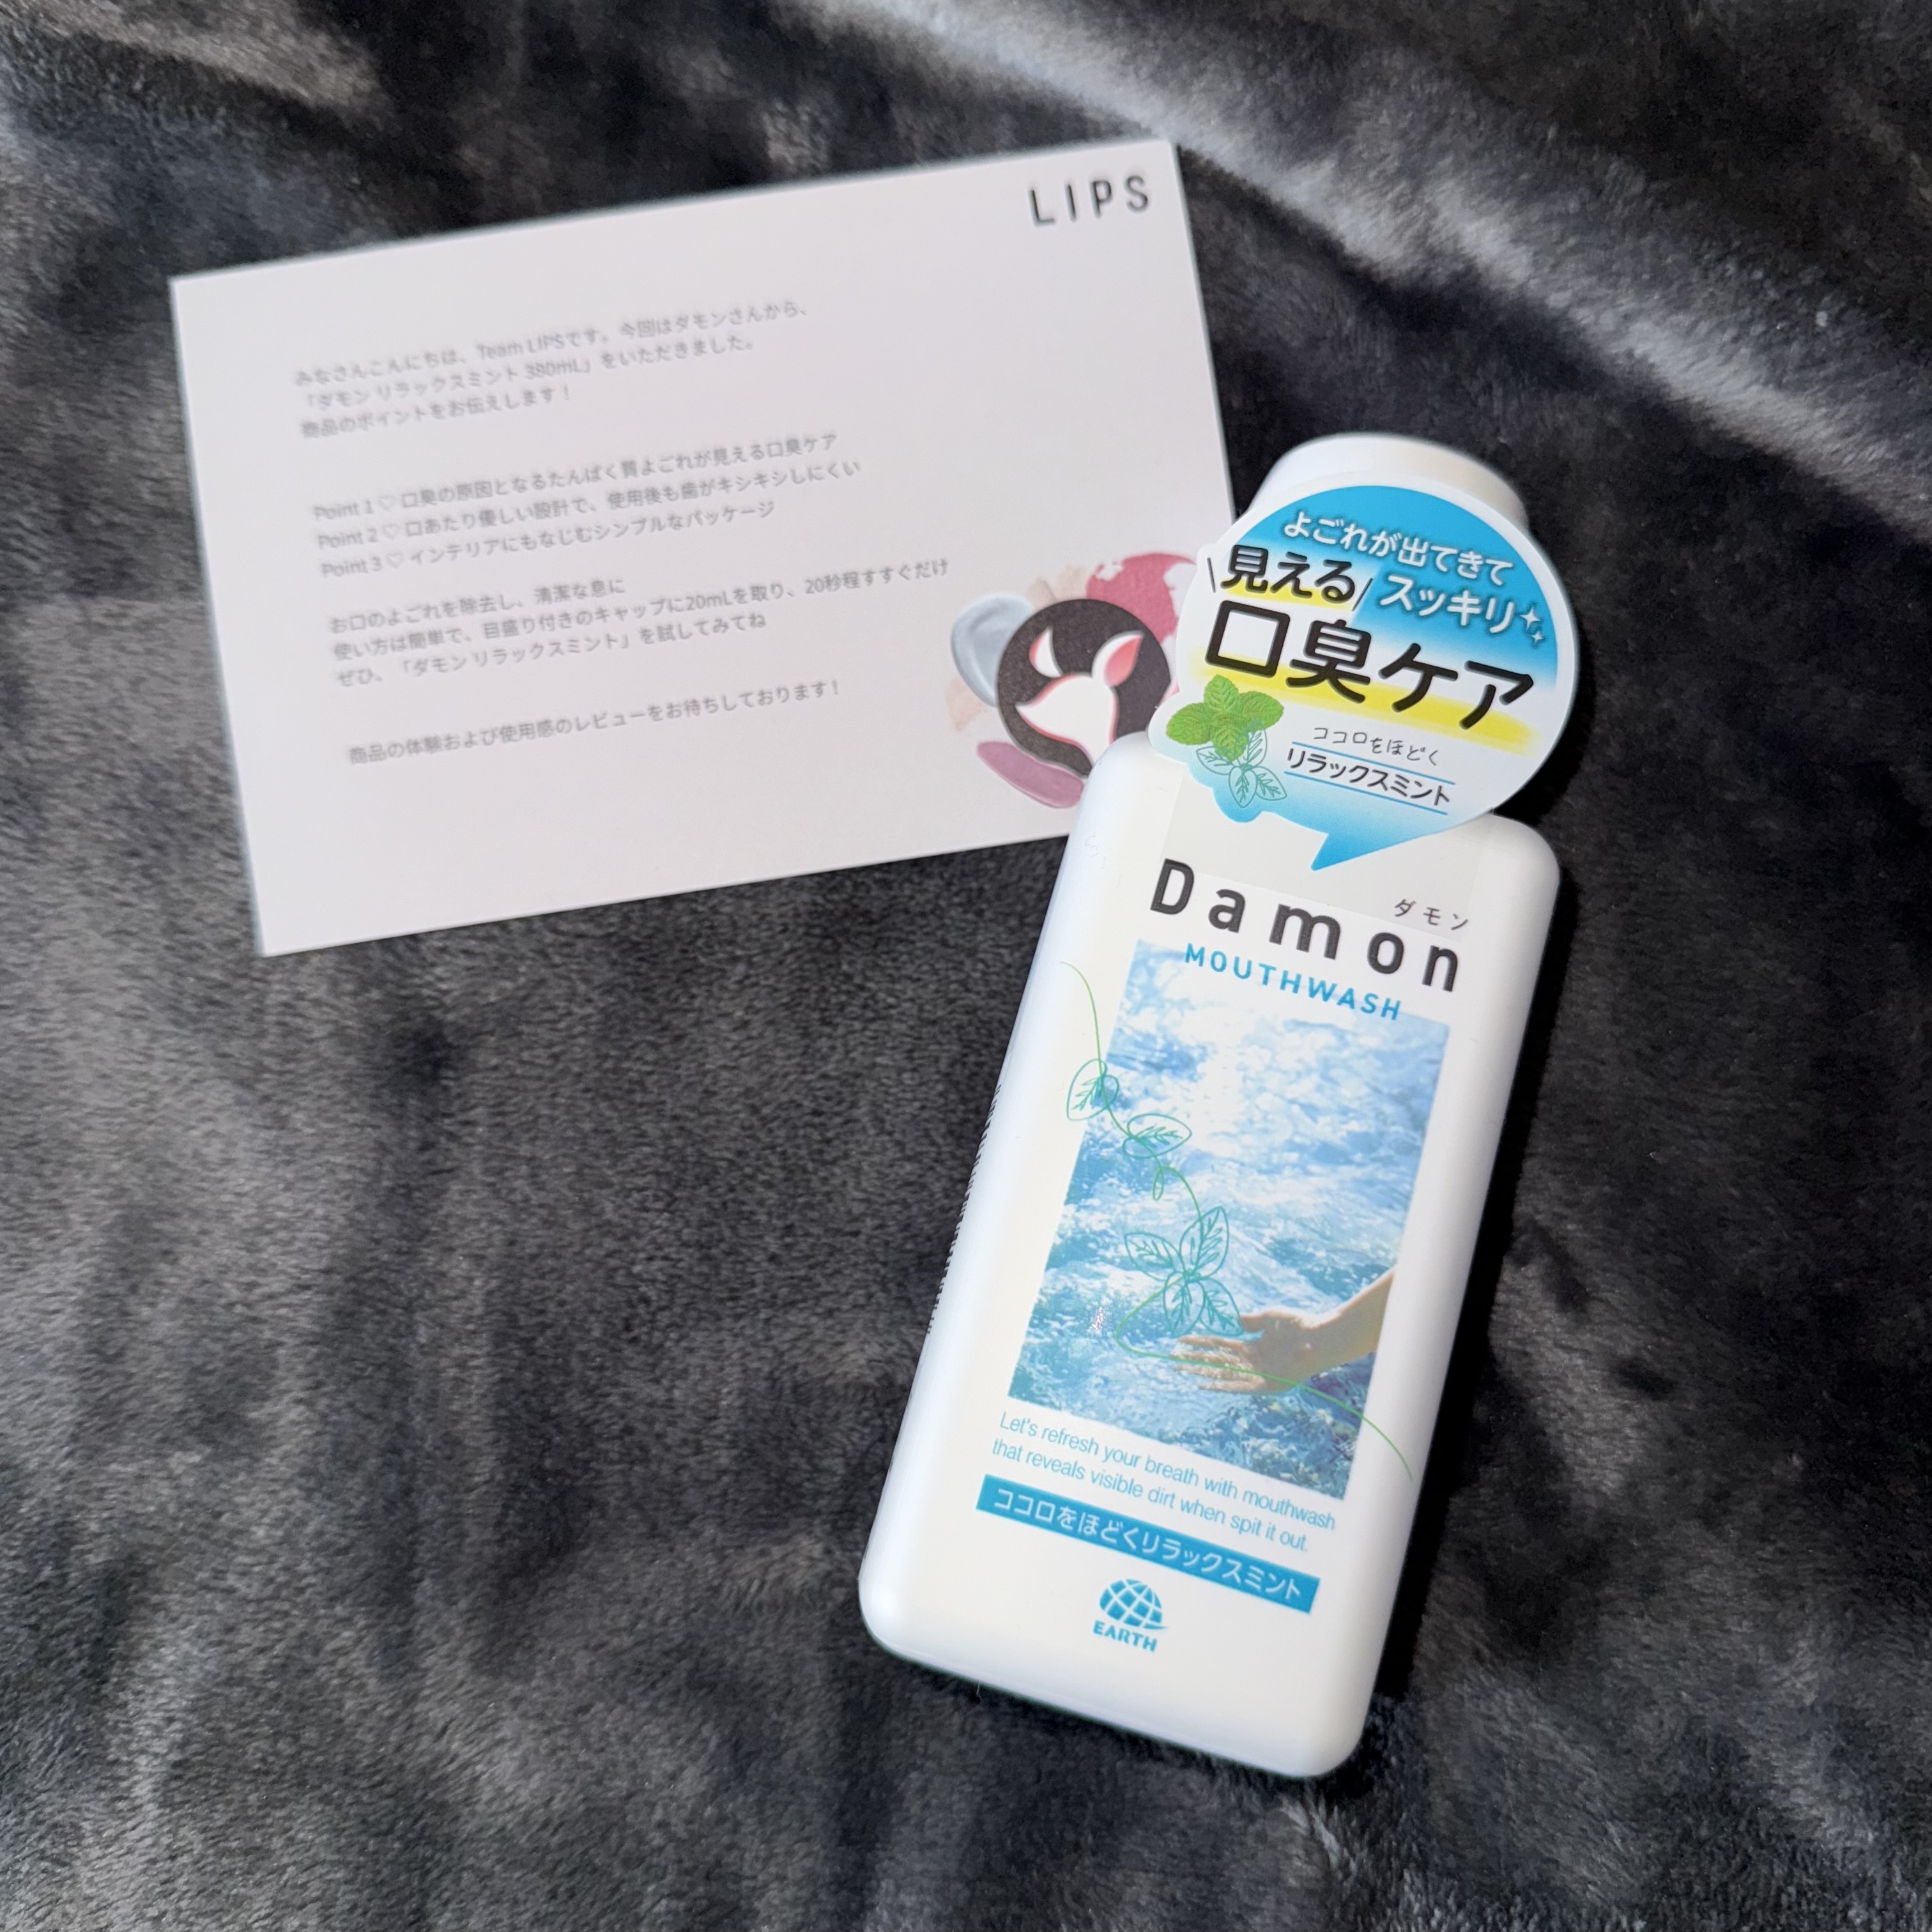 LIPS
みなさんこんにちは、Team LIPSです。今回はダモンさんから、
「ダモン リラックスミント 380mL」をいただきました。
商品のポイントをお伝えします！
Point 1 ♡ 口臭の原因となるたんぱく質よごれが見える口臭ケア
Point 2 ♡ 口あたり優しい設計で、使用後も歯がキシキシしにくい
Point 3 ♡ インテリアにもなじむシンプルなパッケージ
お口のよごれを除去し、清潔な息に
使い方は簡単で、目盛り付きのキャップに20mLを取り、20秒程すすぐだけ
ぜひ、「ダモン リラックスミント」を試してみてね
商品の体験および使用感のレビューをお待ちしております！
よごれが出てきて
スッキリ
\見える/
口臭ケア
ココロをほどく
リラックスミント
ダモン
Damon
MOUTHWASH
Let's refresh your breath with mouthwash
that reveals visible dirt when spit it out.
ココロをほどくリラックスミント
EARTH